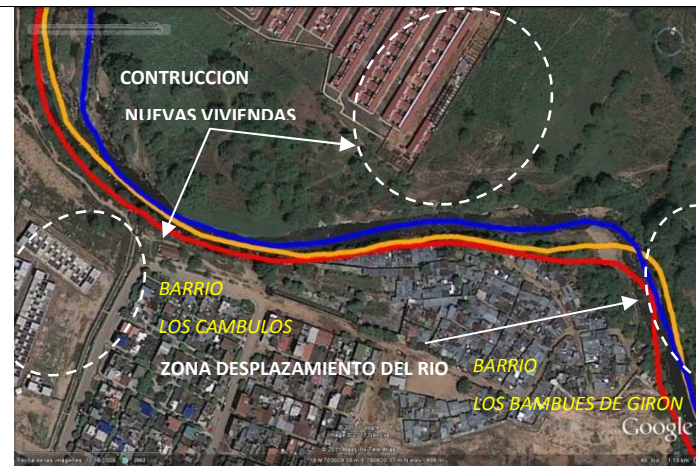 CONTRUCCION
NUEVAS VIVIENDAS
BARRIO
LOS CAMBULOS
ZONA DESPLAZAMIENTO DEL RIO
BARRIO
LOS BAMBUES DE GIRON
Google